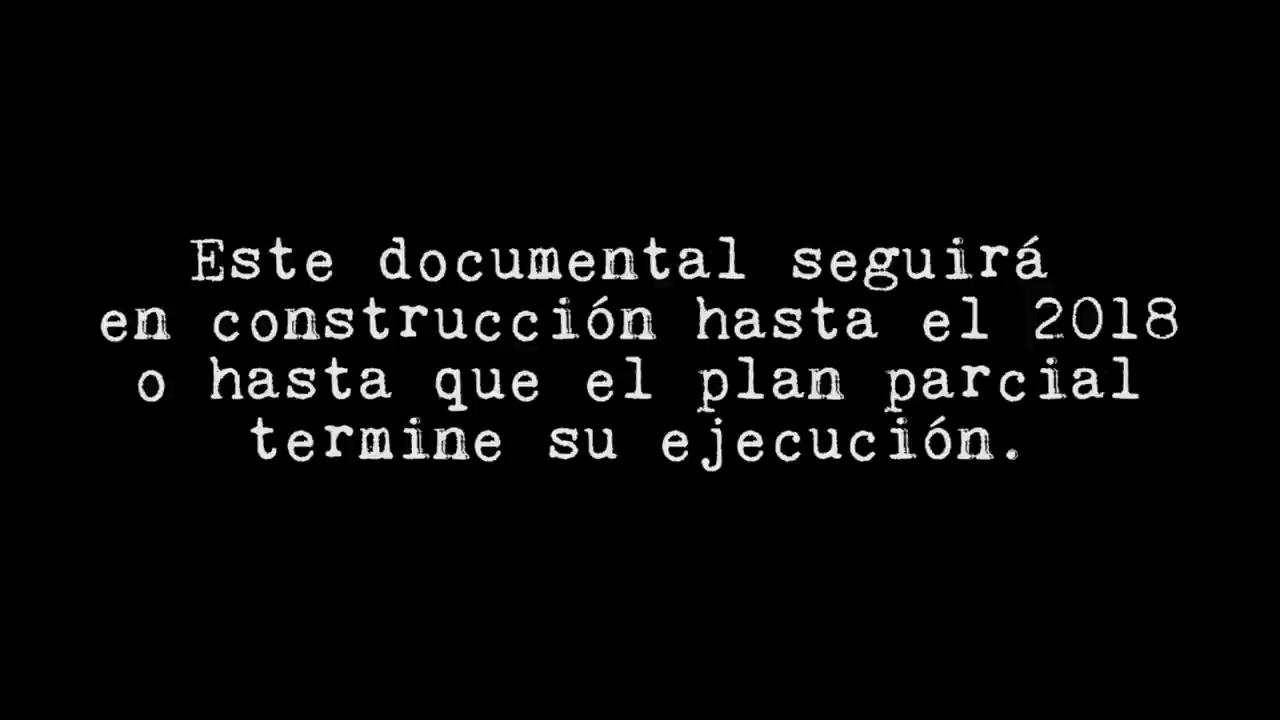 Este documental seguirá
en construcción hasta el 2018
o hasta que el plan parcial
termine su ejecución.